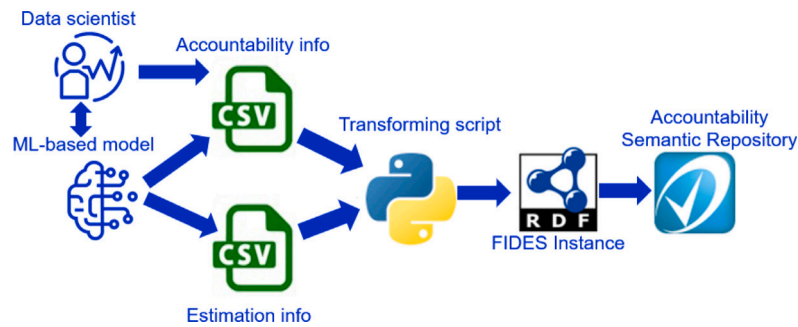 Data scientist
Accountability info
CSV
ML-based model
Transforming script
Accountability
Semantic Repository
CSV
RDF
FIDES Instance
Estimation info